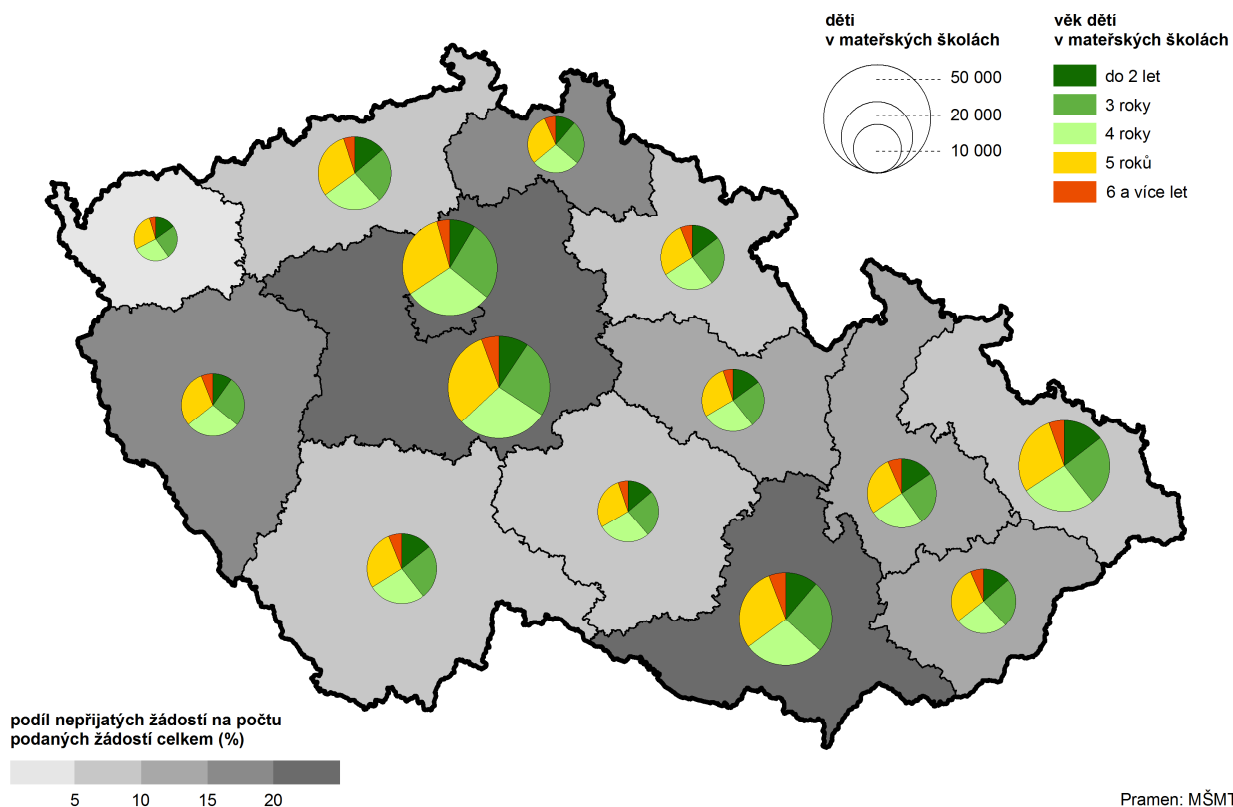 děti
v mateřských školách
50 000
20 000
10 000
věk dětí
v mateřských školách
do 2 let
3 roky
4 roky
5 roků
6 a více let
podíl nepřijatých žádostí na počtu
podaných žádostí celkem (%)
5 10 15 20
Pramen: MŠMT